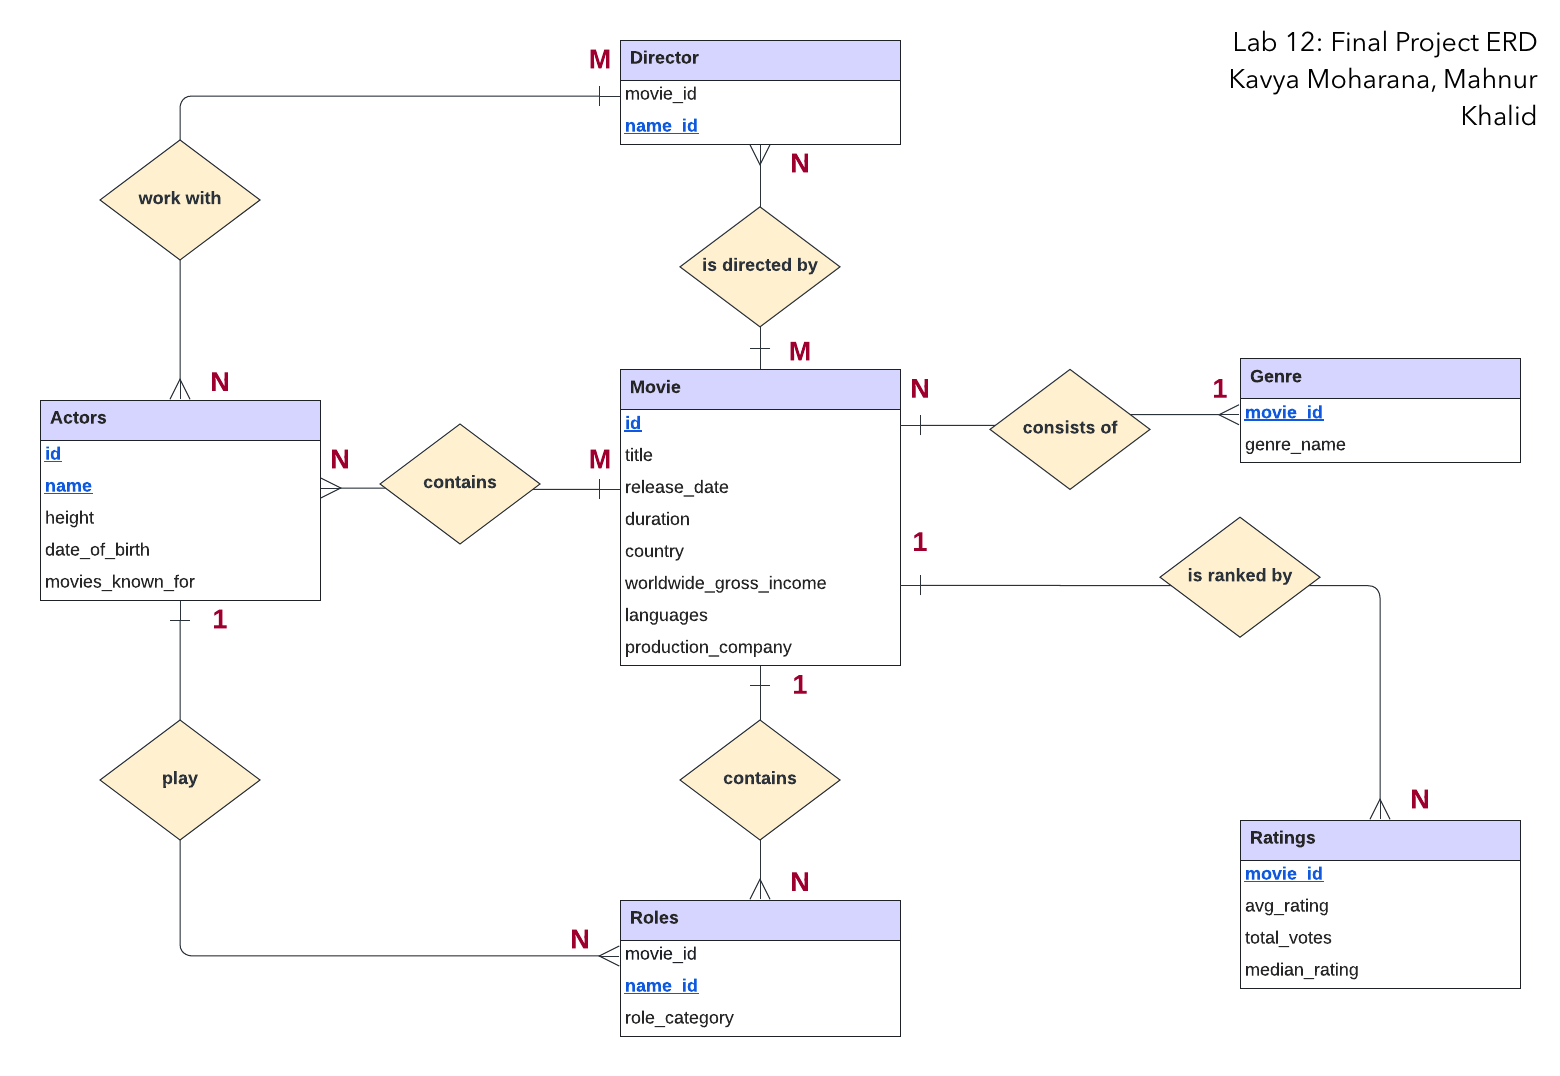 Lab 12: Final Project ERD
Kavya Moharana, Mahnur
Khalid
M
Director
movie_id
name_id
N
work with
is directed by
M
N
Actors
id
name
height
date_of_birth
movies_known_for
N
contains
M
Movie
id
title
release_date
duration
country
worldwide_gross_income
languages
production_company
N
consists of
1
Genre
movie_id
genre_name
1
is ranked by
N
Ratings
movie_id
avg_rating
total_votes
median_rating
1
play
N
1
contains
N
Roles
movie_id
name_id
role_category